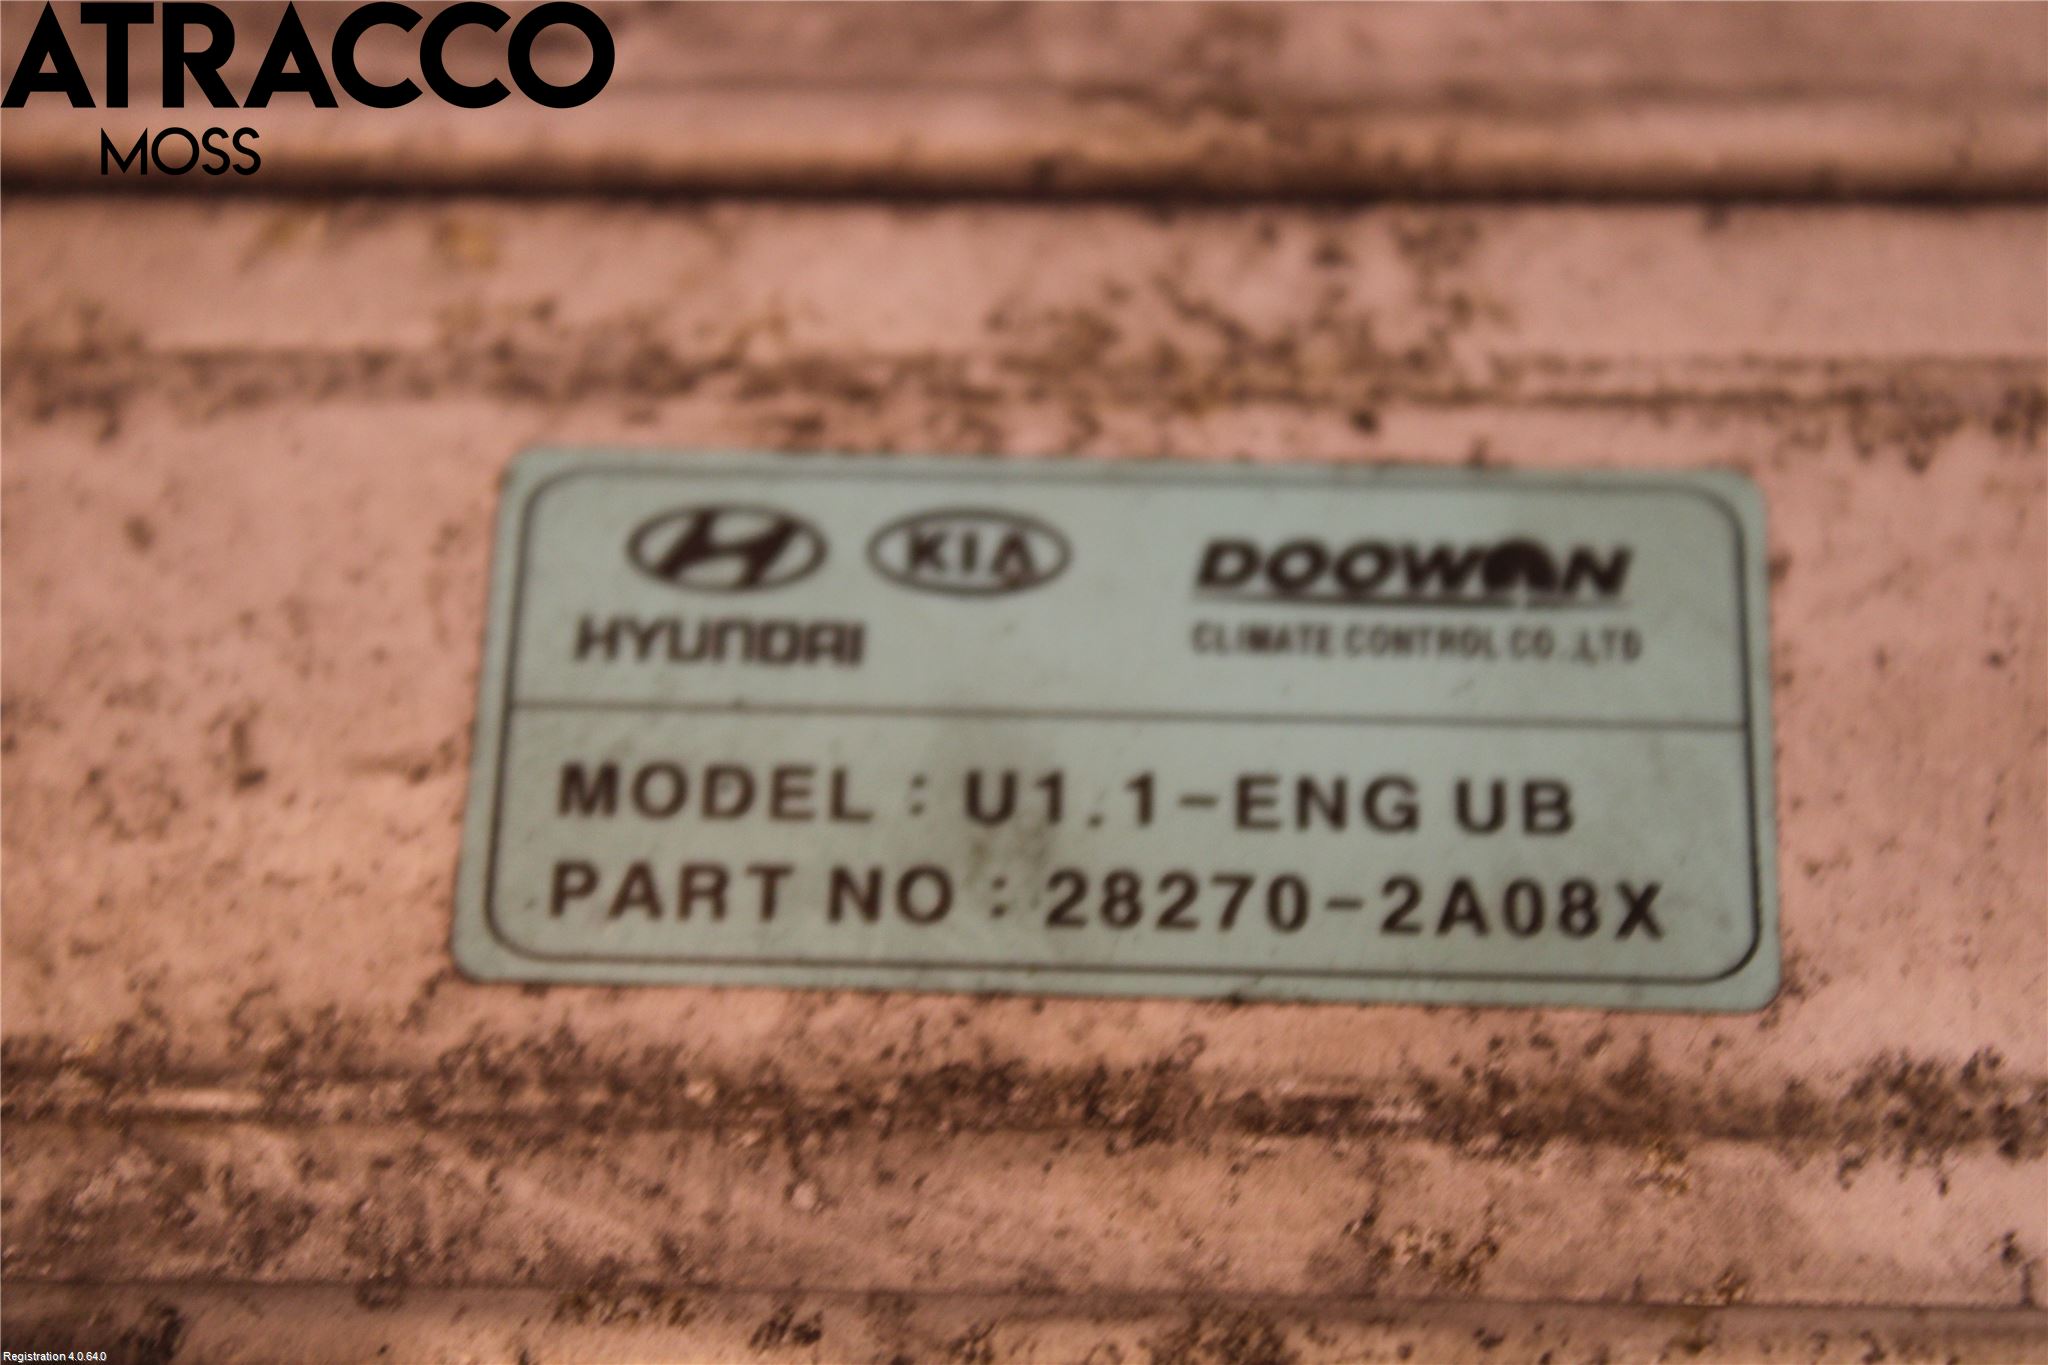 ATRACCO
MOSS
KIA
HYUNDAI
DOOWON
CLIMATE CONTROL CO.,LTD
MODEL : U1.1-ENG UB
PART NO : 28270-2A08X
Registration 4.0.64.0